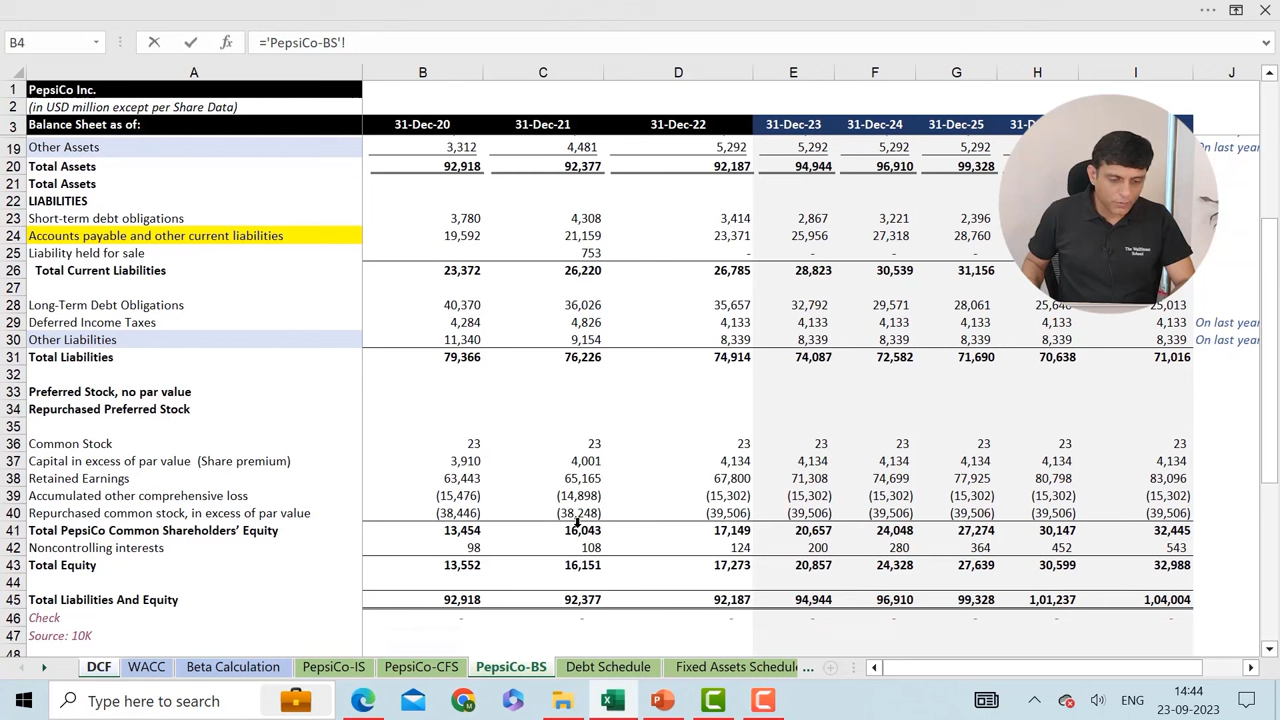 B4 ='PepsiCo-BS'!
A B C D E F G H I J
1 PepsiCo Inc.
2 (in USD million except per Share Data)
3 Balance Sheet as of: 31-Dec-20 31-Dec-21 31-Dec-22 31-Dec-23 31-Dec-24 31-Dec-25
19 Other Assets 3,312 4,481 5,292 5,292 5,292 5,292 On last year
20 Total Assets 92,918 92,377 92,187 94,944 96,910 99,328
21 Total Assets
22 LIABILITIES
23 Short-term debt obligations 3,780 4,308 3,414 2,867 3,221 2,396
24 Accounts payable and other current liabilities 19,592 21,159 23,371 25,956 27,318 28,760
25 Liability held for sale 753 - - - -
26 Total Current Liabilities 23,372 26,220 26,785 28,823 30,539 31,156
27
28 Long-Term Debt Obligations 40,370 36,026 35,657 32,792 29,571 28,061 25,013
29 Deferred Income Taxes 4,284 4,826 4,133 4,133 4,133 4,133 4,133 4,133 On last year
30 Other Liabilities 11,340 9,154 8,339 8,339 8,339 8,339 8,339 8,339 On last year
31 Total Liabilities 79,366 76,226 74,914 74,087 72,582 71,690 70,638 71,016
32
33 Preferred Stock, no par value
34 Repurchased Preferred Stock
35
36 Common Stock 23 23 23 23 23 23 23 23
37 Capital in excess of par value (Share premium) 3,910 4,001 4,134 4,134 4,134 4,134 4,134 4,134
38 Retained Earnings 63,443 65,165 67,800 71,308 74,699 77,925 80,798 83,096
39 Accumulated other comprehensive loss (15,476) (14,898) (15,302) (15,302) (15,302) (15,302) (15,302) (15,302)
40 Repurchased common stock, in excess of par value (38,446) (38,248) (39,506) (39,506) (39,506) (39,506) (39,506) (39,506)
41 Total PepsiCo Common Shareholders’ Equity 13,454 16,043 17,149 20,657 24,048 27,274 30,147 32,445
42 Noncontrolling interests 98 108 124 200 280 364 452 543
43 Total Equity 13,552 16,151 17,273 20,857 24,328 27,639 30,599 32,988
44
45 Total Liabilities And Equity 92,918 92,377 92,187 94,944 96,910 99,328 1,01,237 1,04,004
46 Check - - - - - - - -
47 Source: 10K
48
The WallStreet
School
DCF WACC Beta Calculation PepsiCo-IS PepsiCo-CFS PepsiCo-BS Debt Schedule Fixed Assets Schedul ...
Type here to search
ENG
14:44
23-09-2023